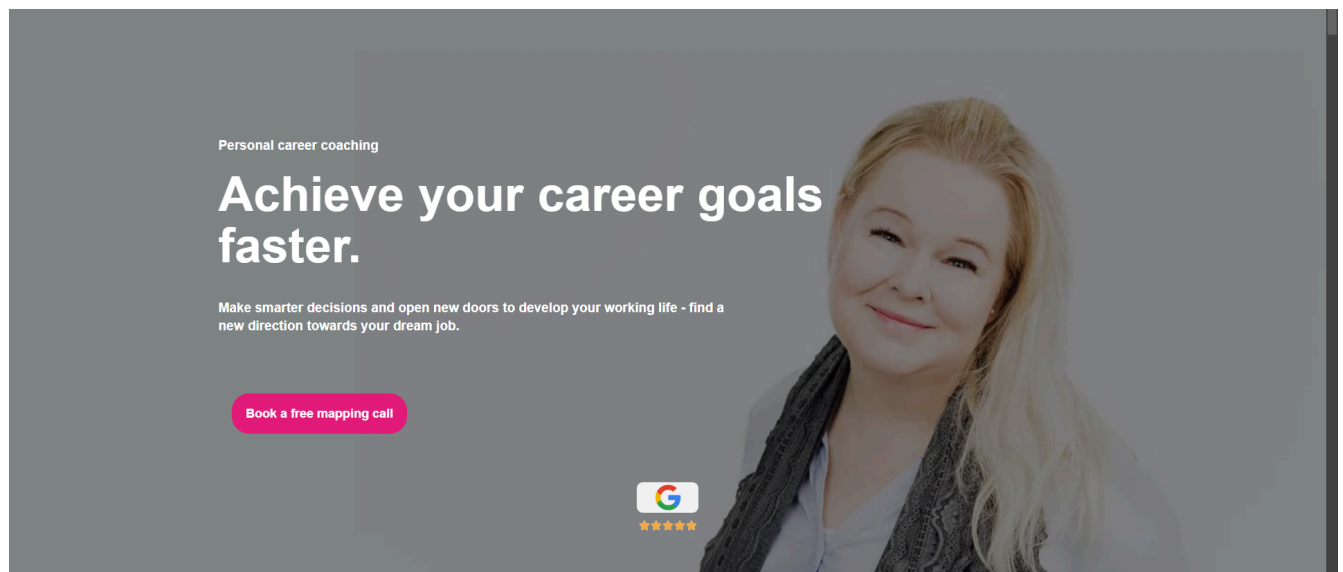 Personal career coaching
Achieve your career goals
faster.
Make smarter decisions and open new doors to develop your working life - find a
new direction towards your dream job.
Book a free mapping call
G